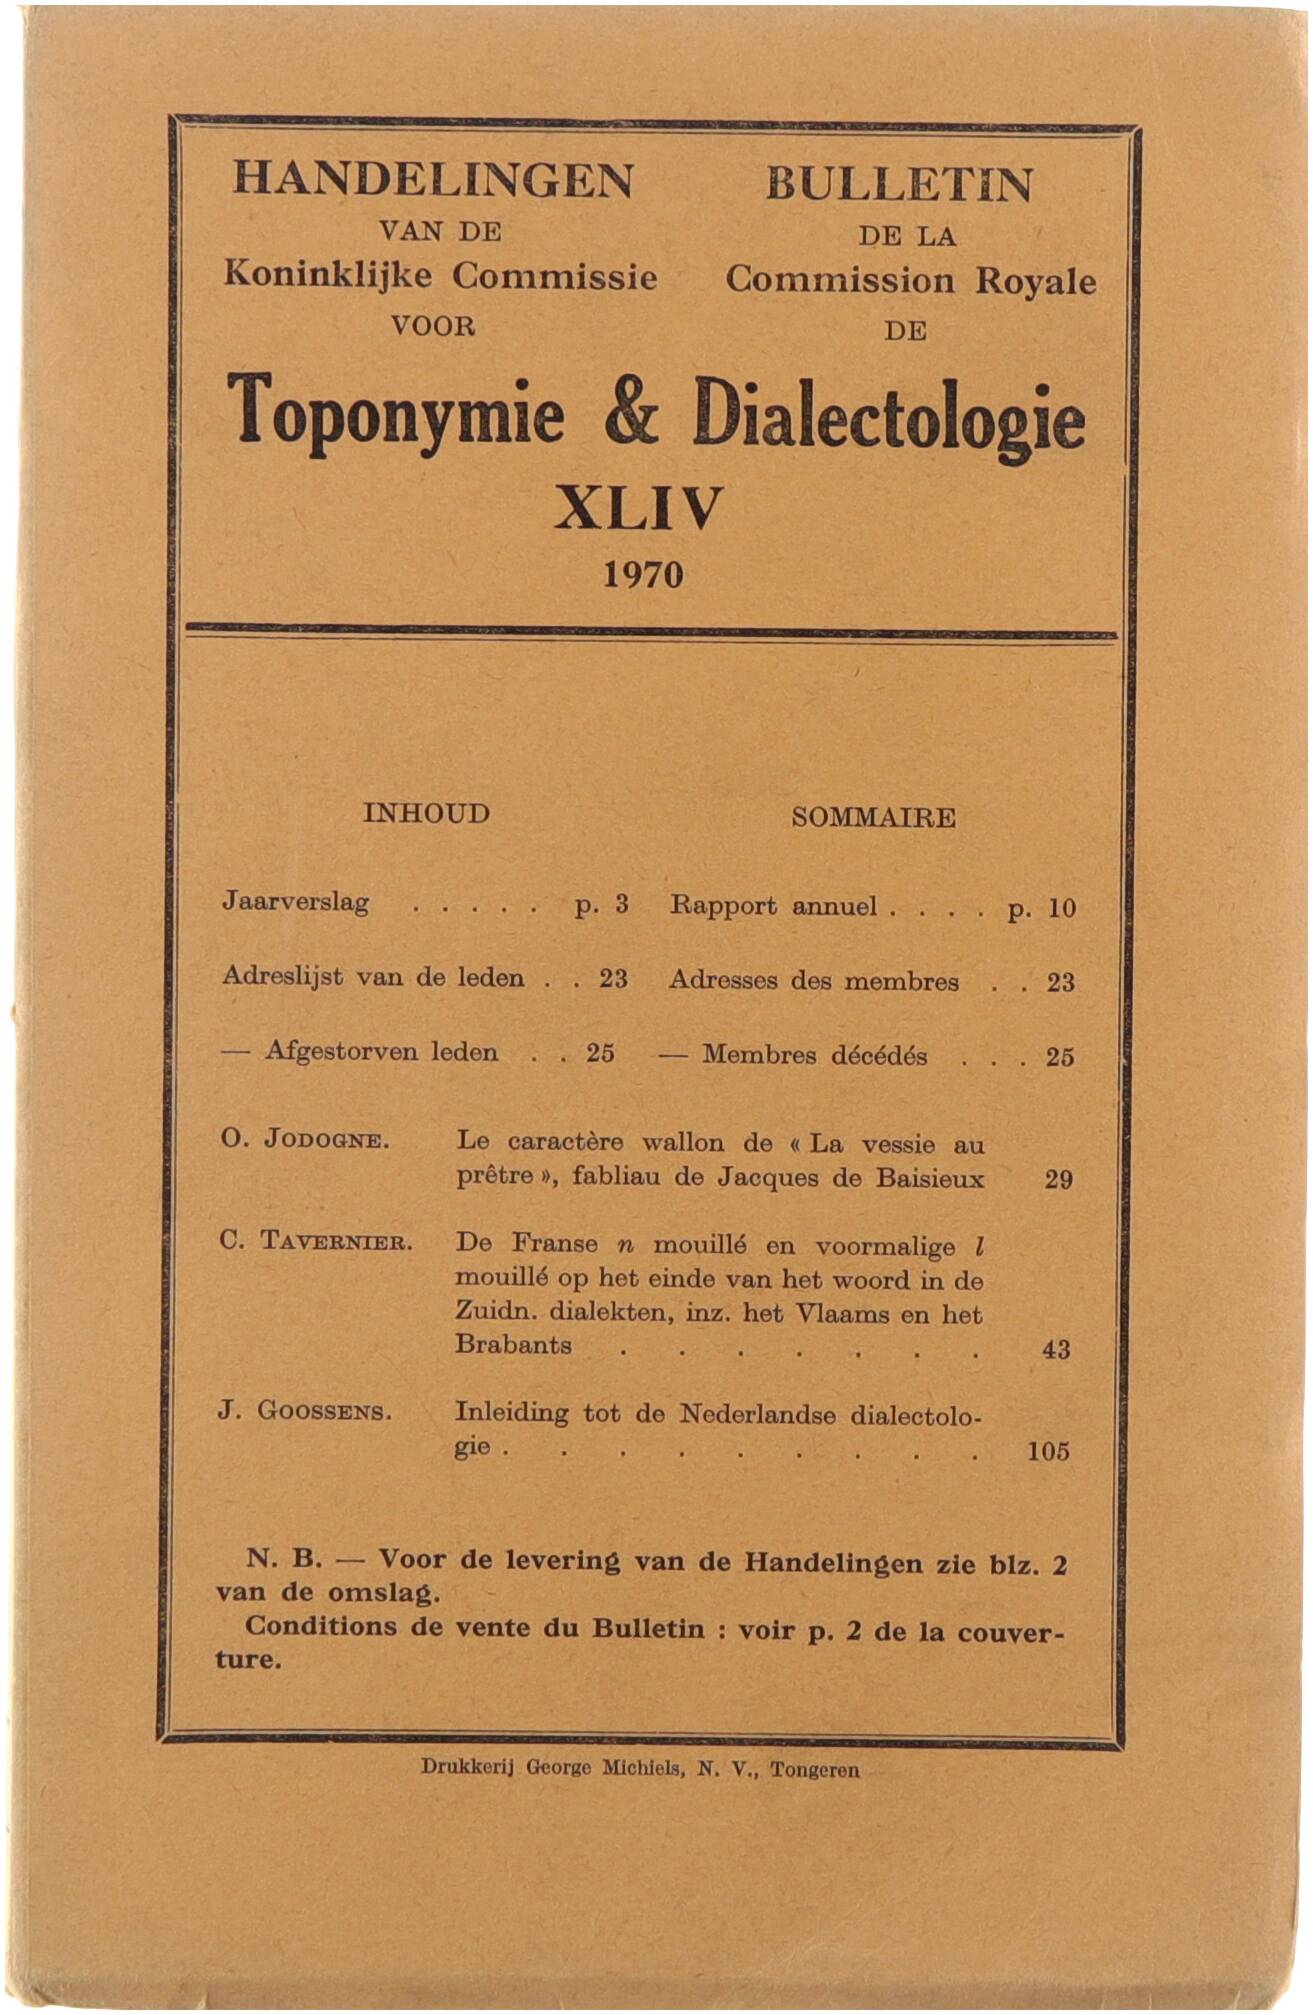 HANDELINGEN
VAN DE
Koninklijke Commissie
VOOR
BULLETIN
DE LA
Commission Royale
DE
Toponymie & Dialectologie
XLIV
1970
INHOUD
SOMMAIRE
Jaarverslag . . . . . p. 3
Rapport annuel . . . . p. 10
Adreslijst van de leden . . 23
Adresses des membres . . 23
— Afgestorven leden . . 25
— Membres décédés . . . 25
O. JODOGNE. Le caractère wallon de « La vessie au
prêtre », fabliau de Jacques de Baisieux 29
C. TAVERNIER. De Franse n mouillé en voormalige l
mouillé op het einde van het woord in de
Zuidn. dialekten, inz. het Vlaams en het
Brabants . . . . . . . 43
J. GOOSSENS. Inleiding tot de Nederlandse dialectolo-
gie . . . . . . . . . 105
N. B. — Voor de levering van de Handelingen zie blz. 2
van de omslag.
Conditions de vente du Bulletin : voir p. 2 de la couver-
ture.
Drukkerij George Michiels, N. V., Tongeren